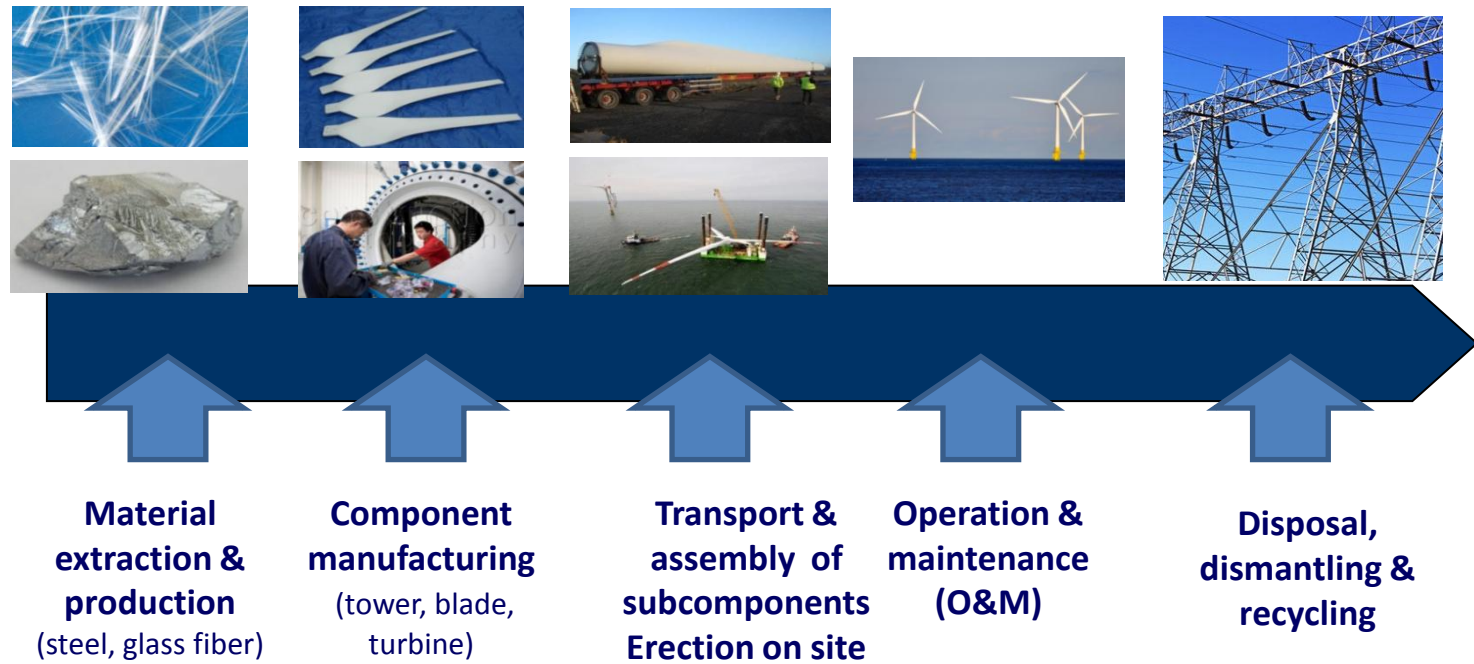 Material
extraction &
production
(steel, glass fiber)
Component
manufacturing
(tower, blade,
turbine)
Transport &
assembly of
subcomponents
Erection on site
Operation &
maintenance
(O&M)
Disposal,
dismantling &
recycling